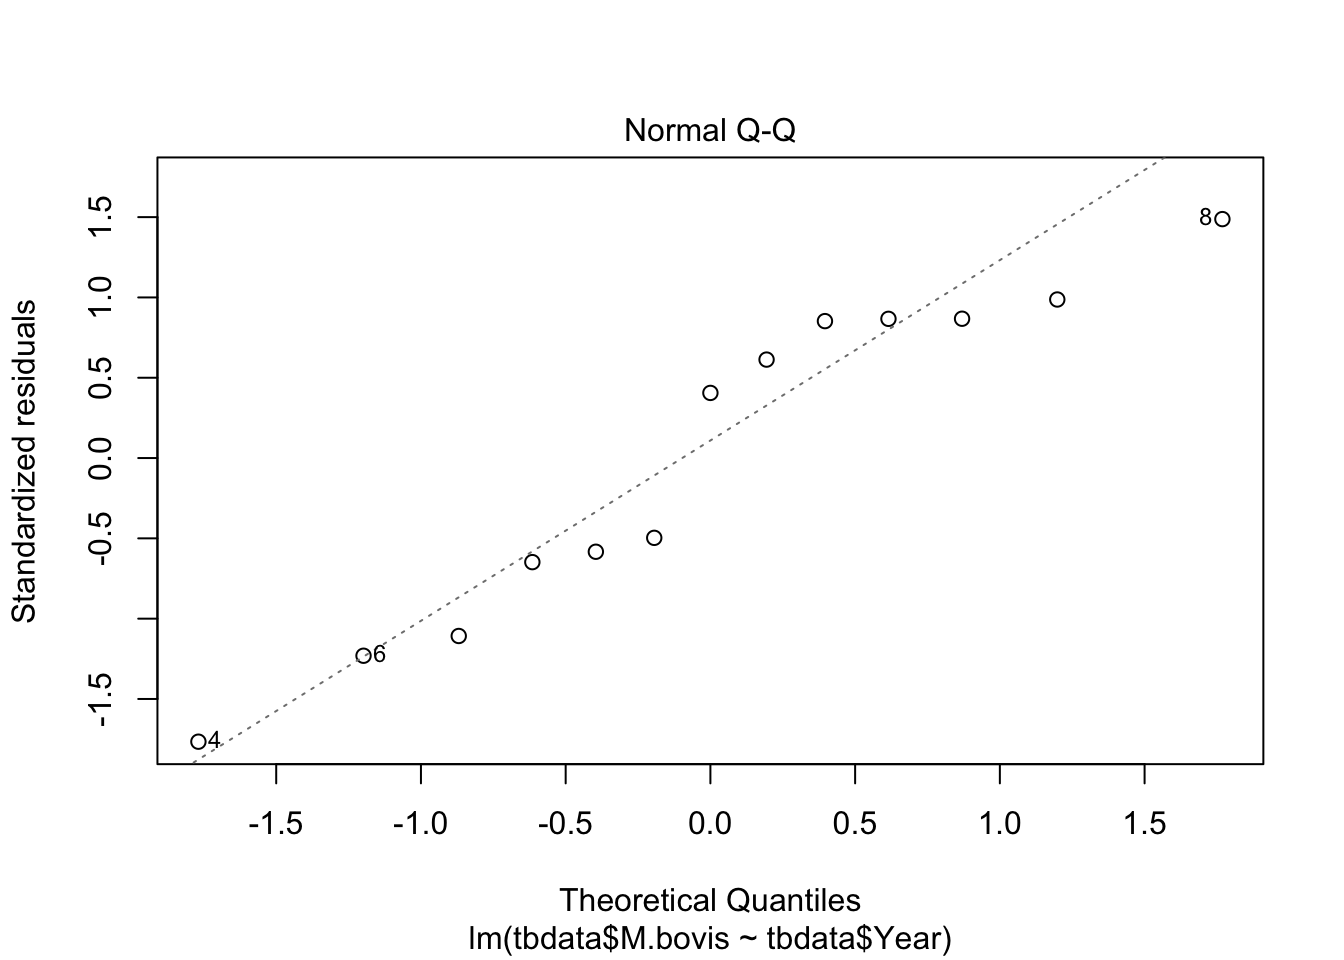 Normal Q-Q
Standardized residuals
1.5
1.0
0.5
0.0
-0.5
-1.5
8
6
4
-1.5 -1.0 -0.5 0.0 0.5 1.0 1.5
Theoretical Quantiles
lm(tbdata$M.bovis ~ tbdata$Year)